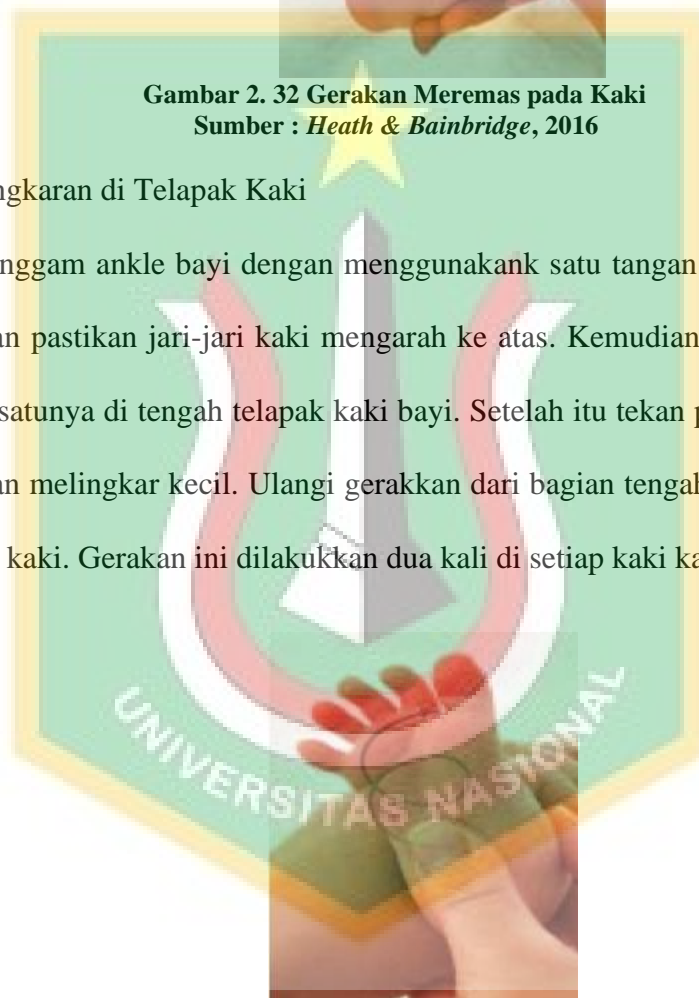 Gambar 2. 32 Gerakan Meremas pada Kaki
Sumber : Heath & Bainbridge, 2016
ngkaran di Telapak Kaki
nggam ankle bayi dengan menggunakank satu tangan
an pastikan jari-jari kaki mengarah ke atas. Kemudian
satunya di tengah telapak kaki bayi. Setelah itu tekan p
an melingkar kecil. Ulangi gerakkan dari bagian tengah
kaki. Gerakan ini dilakukkan dua kali di setiap kaki ka
UNIVERSITAS NASIONAL